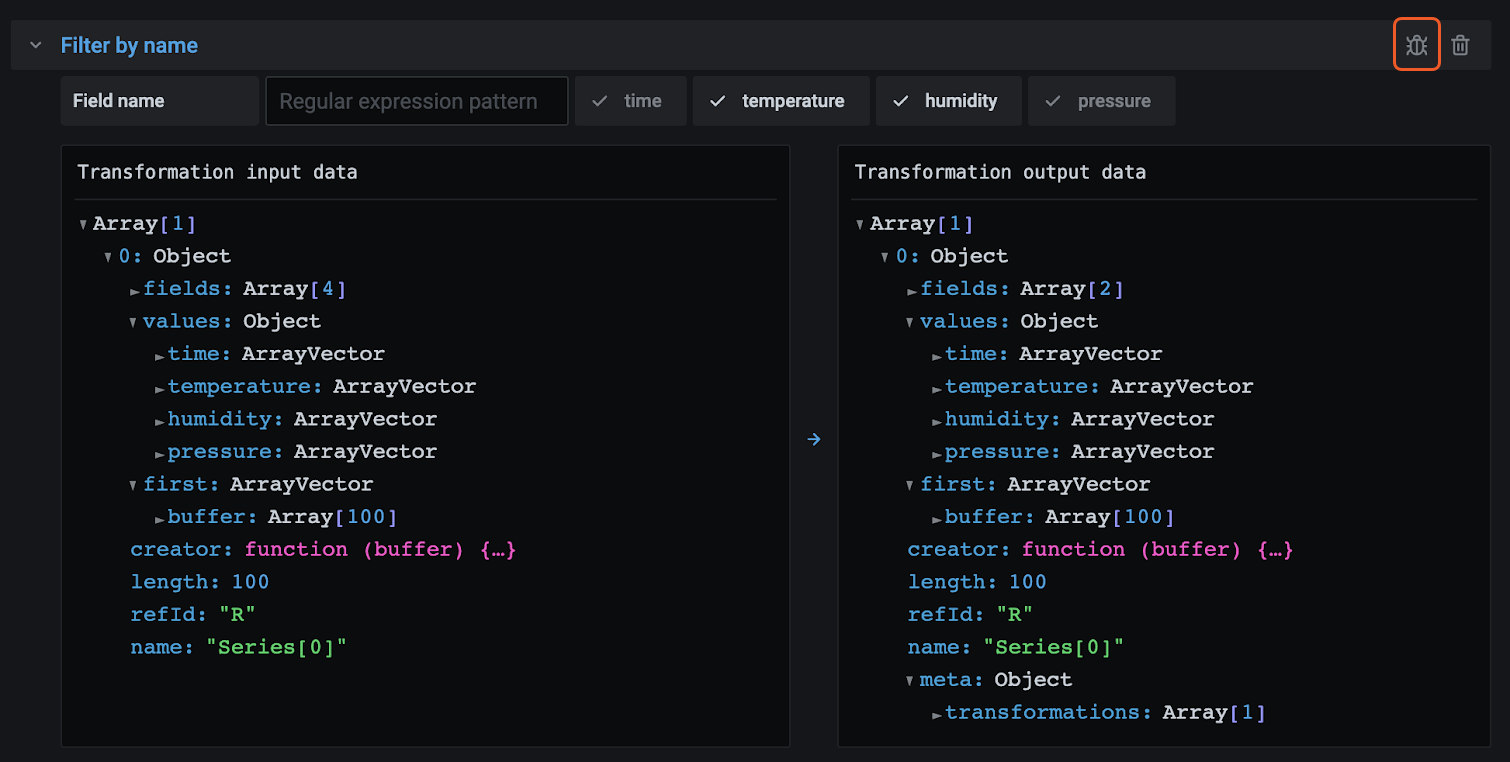 Filter by name
Field name Regular expression pattern time temperature humidity pressure
Transformation input data
Array[1]
0: Object
fields: Array[4]
values: Object
time: ArrayVector
temperature: ArrayVector
humidity: ArrayVector
pressure: ArrayVector
first: ArrayVector
buffer: Array[100]
creator: function (buffer) {…}
length: 100
refId: "R"
name: "Series[0]"
Transformation output data
Array[1]
0: Object
fields: Array[2]
values: Object
time: ArrayVector
temperature: ArrayVector
humidity: ArrayVector
pressure: ArrayVector
first: ArrayVector
buffer: Array[100]
creator: function (buffer) {…}
length: 100
refId: "R"
name: "Series[0]"
meta: Object
transformations: Array[1]